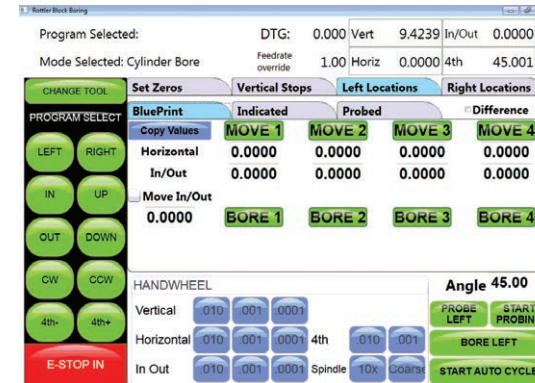 Rottler Block Boring
Program Selected: DTG: 0.000 Vert 9.4239 In/Out 0.0000
Mode Selected: Cylinder Bore Feedrate override 1.00 Horiz 0.0000 4th 45.001
CHANGE TOOL Set Zeros Vertical Stops Left Locations Right Locations
PROGRAM SELECT BluePrint Indicated Probed Difference
Copy Values MOVE 1 MOVE 2 MOVE 3 MOVE 4
LEFT RIGHT Horizontal 0.0000 0.0000 0.0000 0.0000
In/Out 0.0000 0.0000 0.0000 0.0000
IN UP Move In/Out
0.0000 BORE 1 BORE 2 BORE 3 BORE 4
OUT DOWN
CW CCW HANDWHEEL Angle 45.00
4th- 4th+ Vertical .010 .001 .0001 PROBE LEFT START PROBIN
Horizontal .010 .001 .0001 4th .010 .001 BORE LEFT
E-STOP IN In Out .010 .001 .0001 Spindle 10x Coarse START AUTO CYCLE